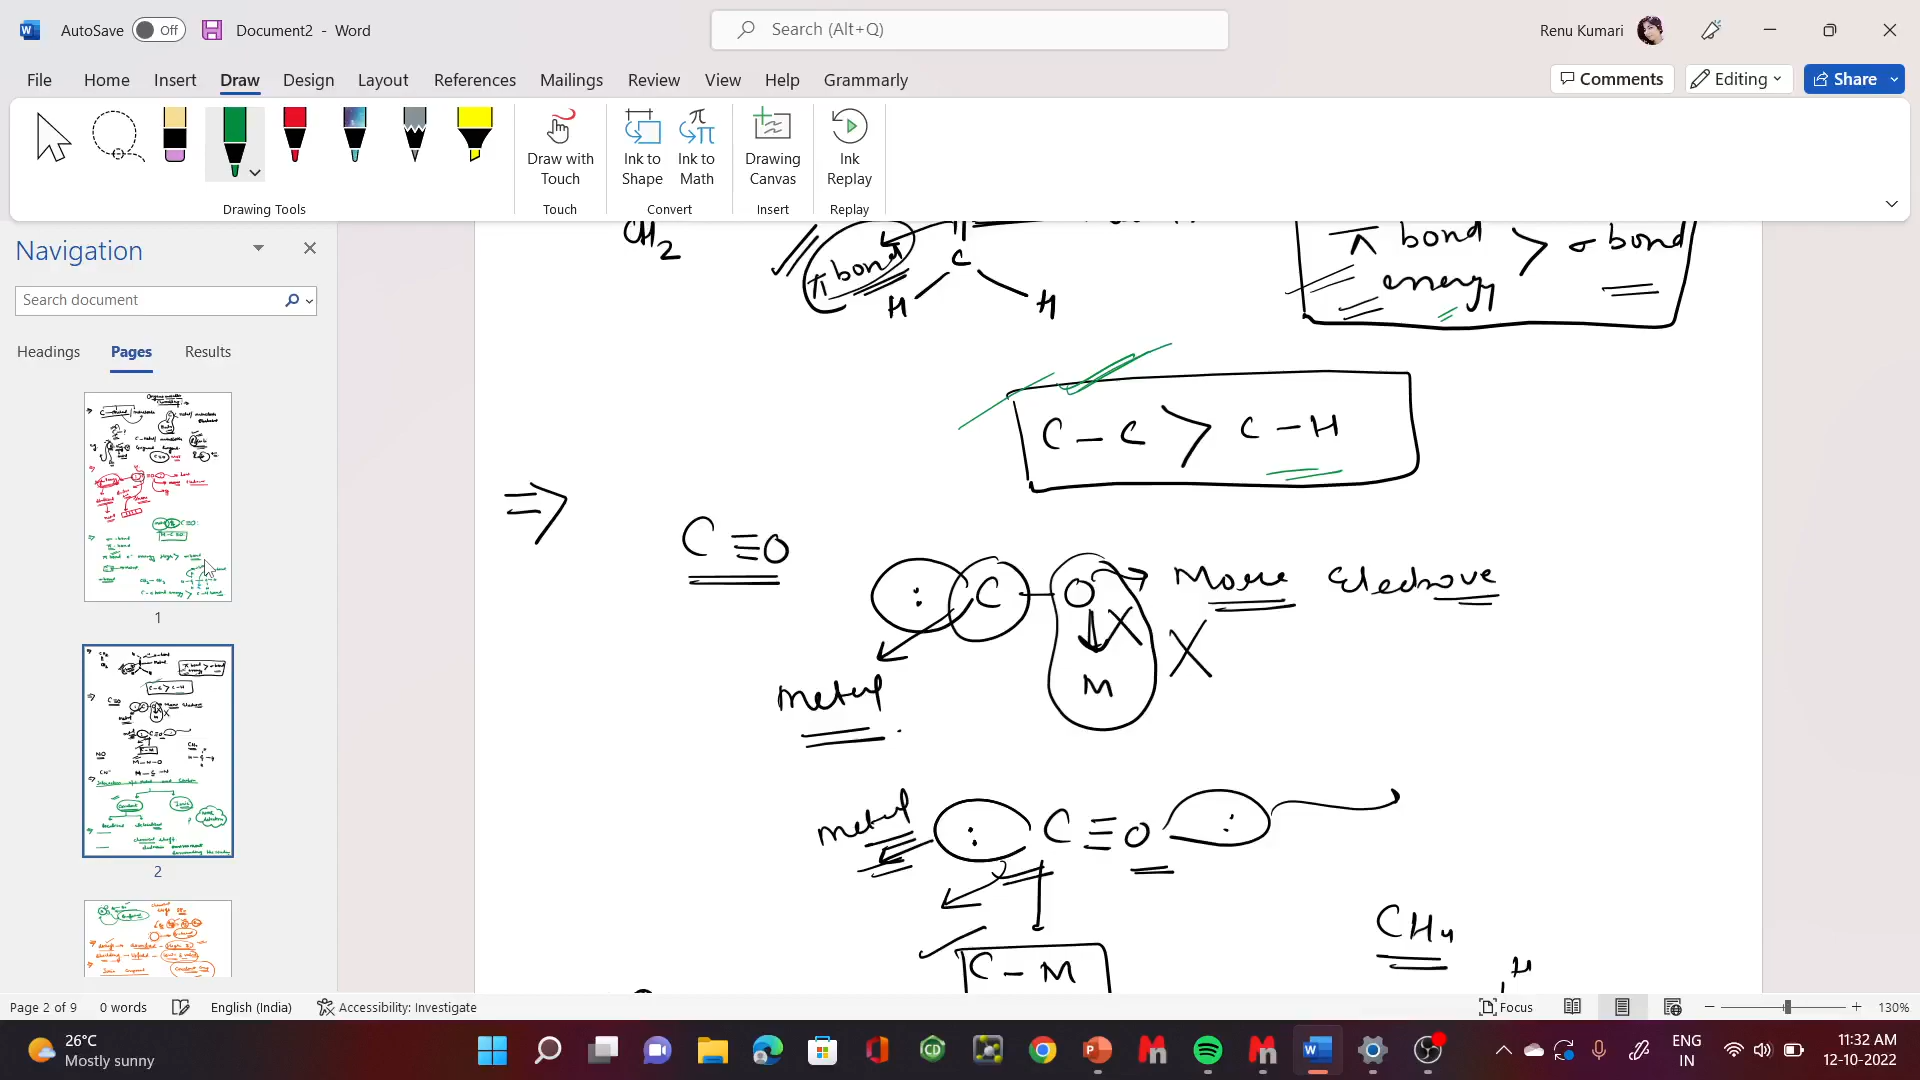 AutoSave Off Document2 - Word Search (Alt+Q) Renu Kumari
File Home Insert Draw Design Layout References Mailings Review View Help Grammarly Comments Editing Share
Draw with Touch
Ink to Shape
Ink to Math
Drawing Canvas
Ink Replay
Drawing Tools Touch Convert Insert Replay
Navigation
Search document
Headings Pages Results
1
2
CH2
π bond
C
H H
π bond > σ bond
energy
C - C > C - H
⇒
C≡O
: C - O → More
M
X X
metal
metal : C≡O :
C - M
CH4
H
Page 2 of 9 0 words English (India) Accessibility: Investigate Focus 130%
26°C
Mostly sunny
ENG
IN
11:32 AM
12-10-2022